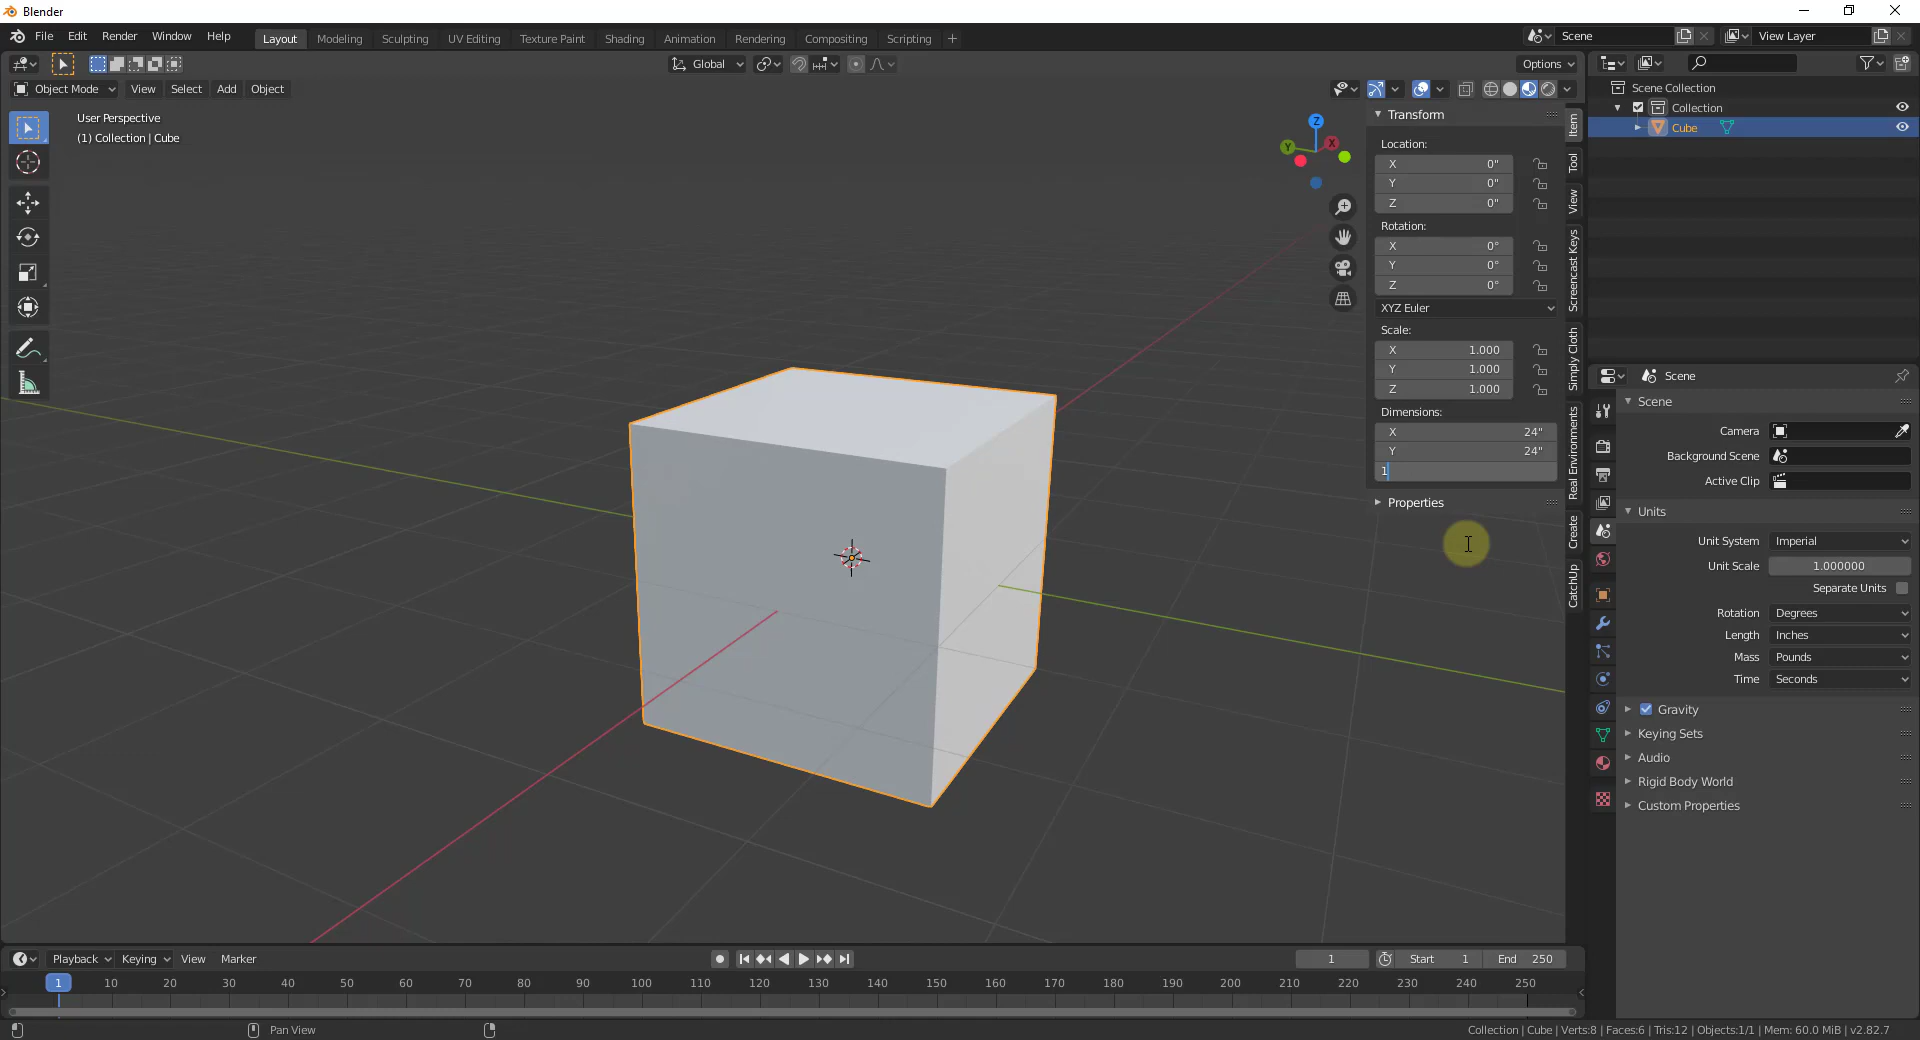 Blender
File Edit Render Window Help
Layout Modeling Sculpting UV Editing Texture Paint Shading Animation Rendering Compositing Scripting +
Scene
View Layer
Global
Options
Object Mode View Select Add Object
User Perspective
(1) Collection | Cube
Z
Y
X
Transform
Location:
X 0"
Y 0"
Z 0"
Rotation:
X 0°
Y 0°
Z 0°
XYZ Euler
Scale:
X 1.000
Y 1.000
Z 1.000
Dimensions:
X 24"
Y 24"
1
Properties
Item
Tool
View
Screencast Keys
Simply Cloth
Real Environments
Create
CatchUp
Scene Collection
Collection
Cube
Scene
Scene
Camera
Background Scene
Active Clip
Units
Unit System Imperial
Unit Scale 1.000000
Separate Units
Rotation Degrees
Length Inches
Mass Pounds
Time Seconds
Gravity
Keying Sets
Audio
Rigid Body World
Custom Properties
Playback Keying View Marker
1 Start 1 End 250
1 10 20 30 40 50 60 70 80 90 100 110 120 130 140 150 160 170 180 190 200 210 220 230 240 250
Pan View
Collection | Cube | Verts:8 | Faces:6 | Tris:12 | Objects:1/1 | Mem: 60.0 MiB | v2.82.7